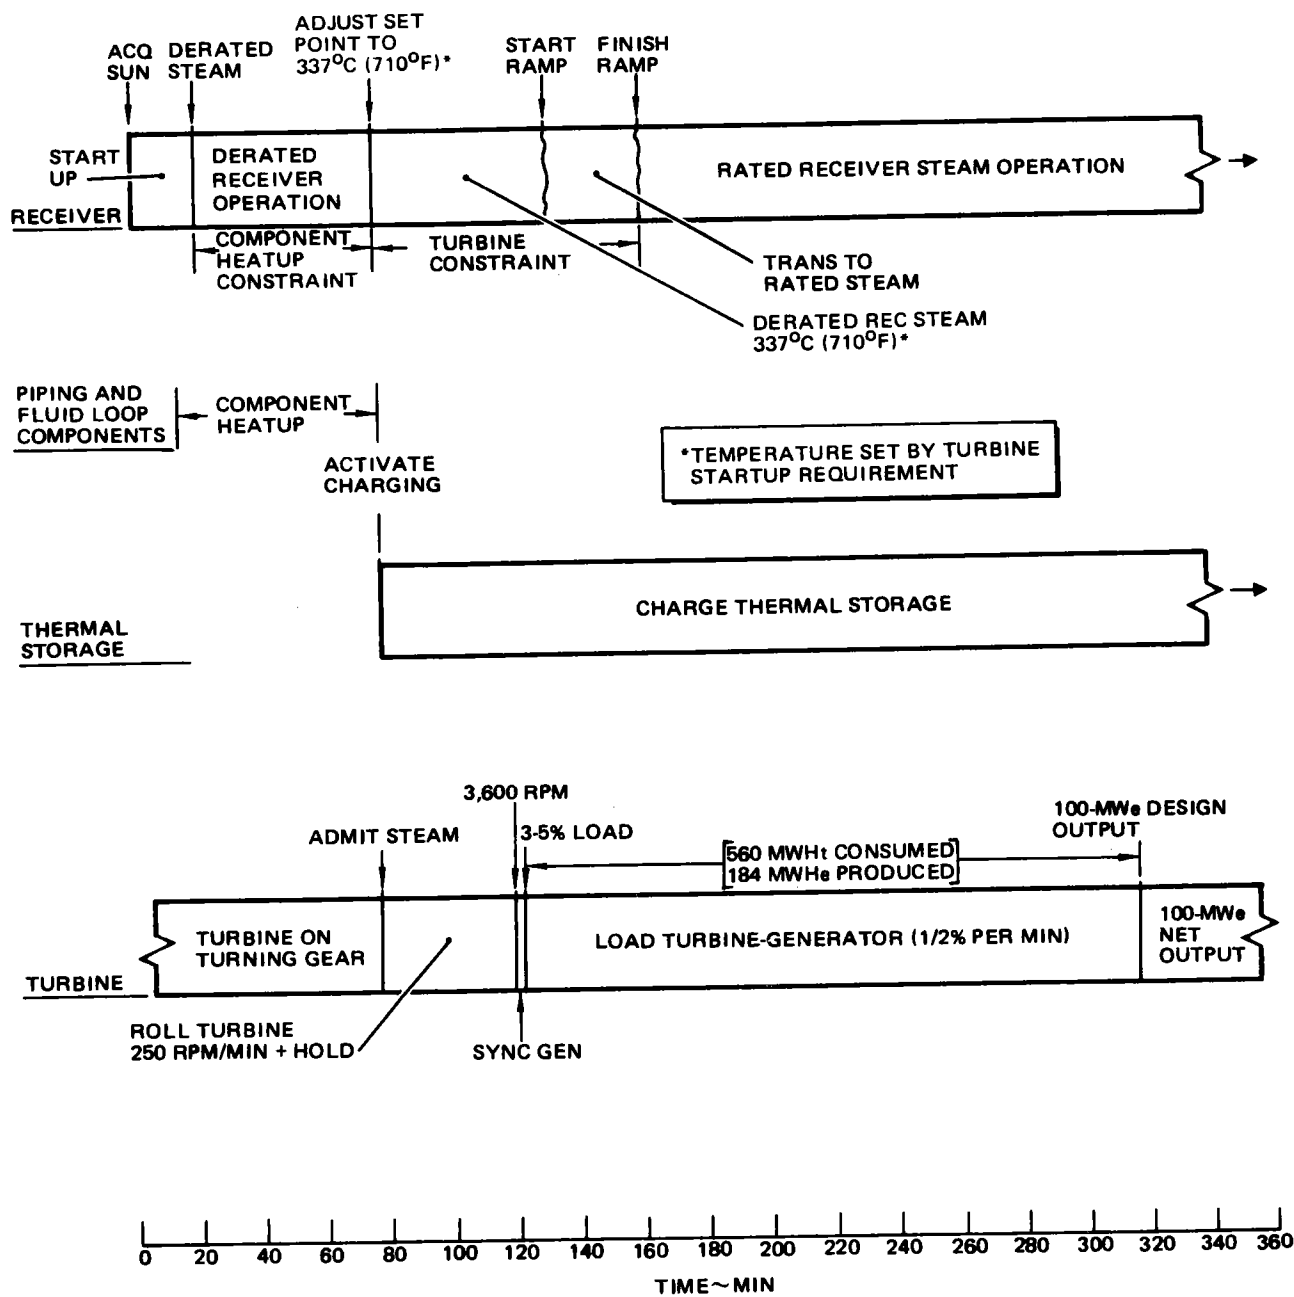 ACQ
SUN
DERATED
STEAM
ADJUST SET
POINT TO
337°C (710°F)*
START
RAMP
FINISH
RAMP
START
UP
RECEIVER
DERATED
RECEIVER
OPERATION
RATED RECEIVER STEAM OPERATION
COMPONENT
HEATUP
CONSTRAINT
TURBINE
CONSTRAINT
TRANS TO
RATED STEAM
DERATED REC STEAM
337°C (710°F)*
PIPING AND
FLUID LOOP
COMPONENTS
COMPONENT
HEATUP
ACTIVATE
CHARGING
*TEMPERATURE SET BY TURBINE
STARTUP REQUIREMENT
THERMAL
STORAGE
CHARGE THERMAL STORAGE
3,600 RPM
ADMIT STEAM
3-5% LOAD
560 MWHt CONSUMED
184 MWHe PRODUCED
100-MWe DESIGN
OUTPUT
TURBINE
TURBINE ON
TURNING GEAR
LOAD TURBINE-GENERATOR (1/2% PER MIN)
100-MWe
NET
OUTPUT
ROLL TURBINE
250 RPM/MIN + HOLD
SYNC GEN
0 20 40 60 80 100 120 140 160 180 200 220 240 260 280 300 320 340 360
TIME~MIN